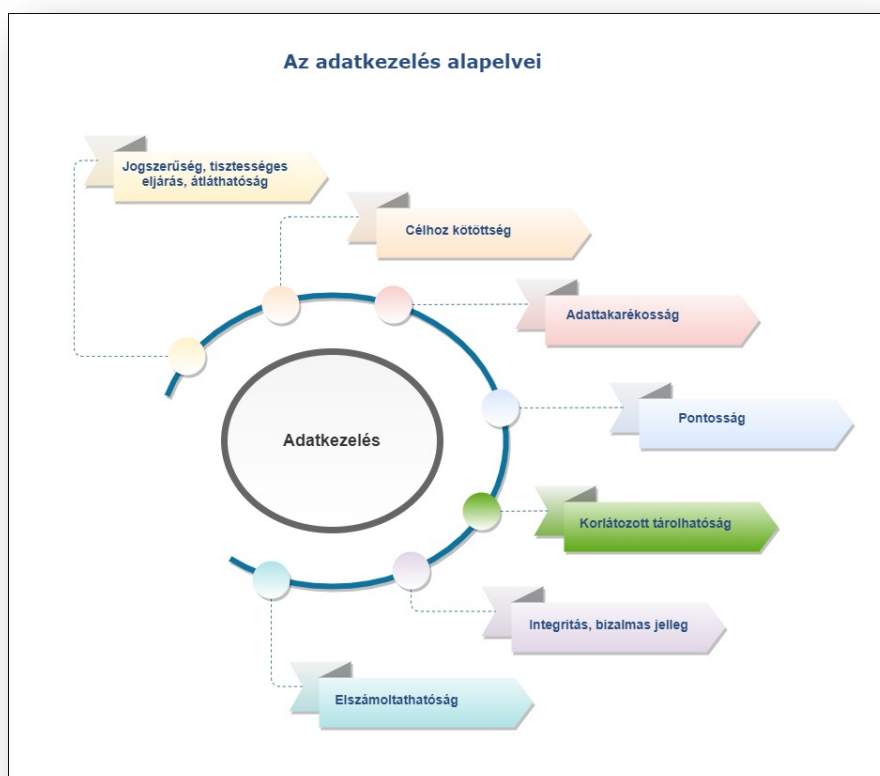 Az adatkezelés alapelvei
Jogszerűség, tisztességes
eljárás, átláthatóság
Célhoz kötöttség
Adattakarékosság
Pontosság
Adatkezelés
Korlátozott tárolhatóság
Integritás, bizalmas jelleg
Elszámoltathatóság